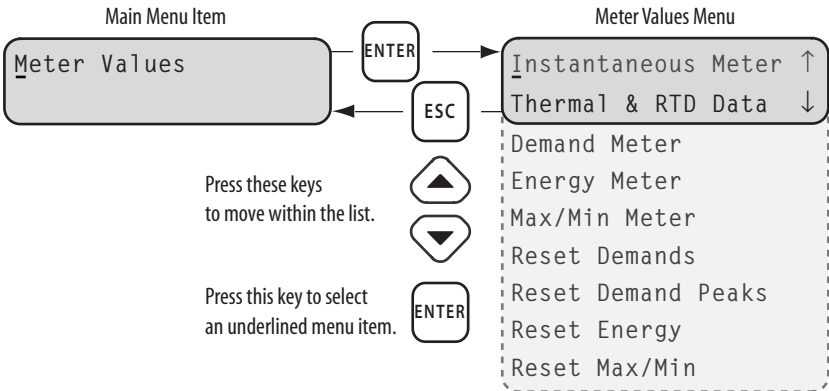 Main Menu Item
Meter Values
ENTER
ESC
Press these keys
to move within the list.
Press this key to select
an underlined menu item.
ENTER
Meter Values Menu
Instantaneous Meter ↑
Thermal & RTD Data ↓
Demand Meter
Energy Meter
Max/Min Meter
Reset Demands
Reset Demand Peaks
Reset Energy
Reset Max/Min